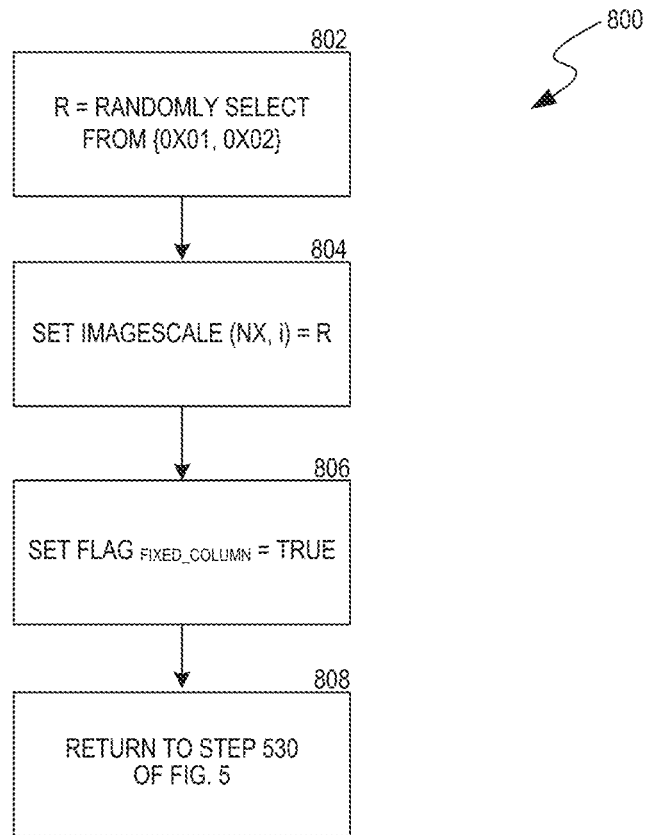 800
802
R = RANDOMLY SELECT
FROM {0X01, 0X02}
804
SET IMAGESCALE (NX, i) = R
806
SET FLAG FIXED_COLUMN = TRUE
808
RETURN TO STEP 530
OF FIG. 5